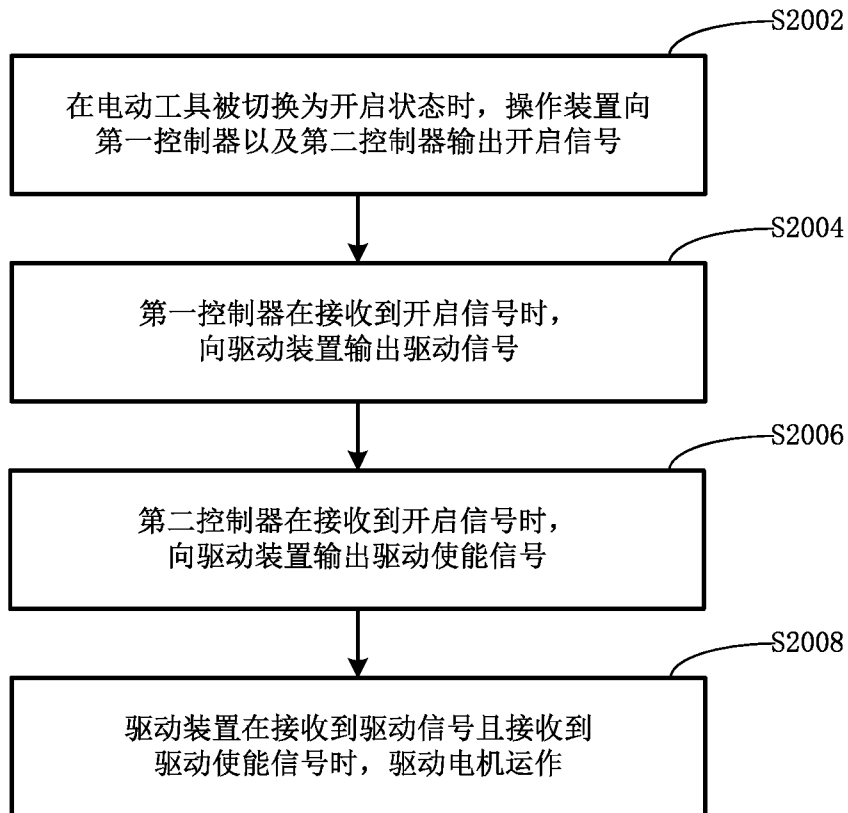 S2002
在电动工具被切换为开启状态时，操作装置向
第一控制器以及第二控制器输出开启信号
S2004
第一控制器在接收到开启信号时，
向驱动装置输出驱动信号
S2006
第二控制器在接收到开启信号时，
向驱动装置输出驱动使能信号
S2008
驱动装置在接收到驱动信号且接收到
驱动使能信号时，驱动电机运作